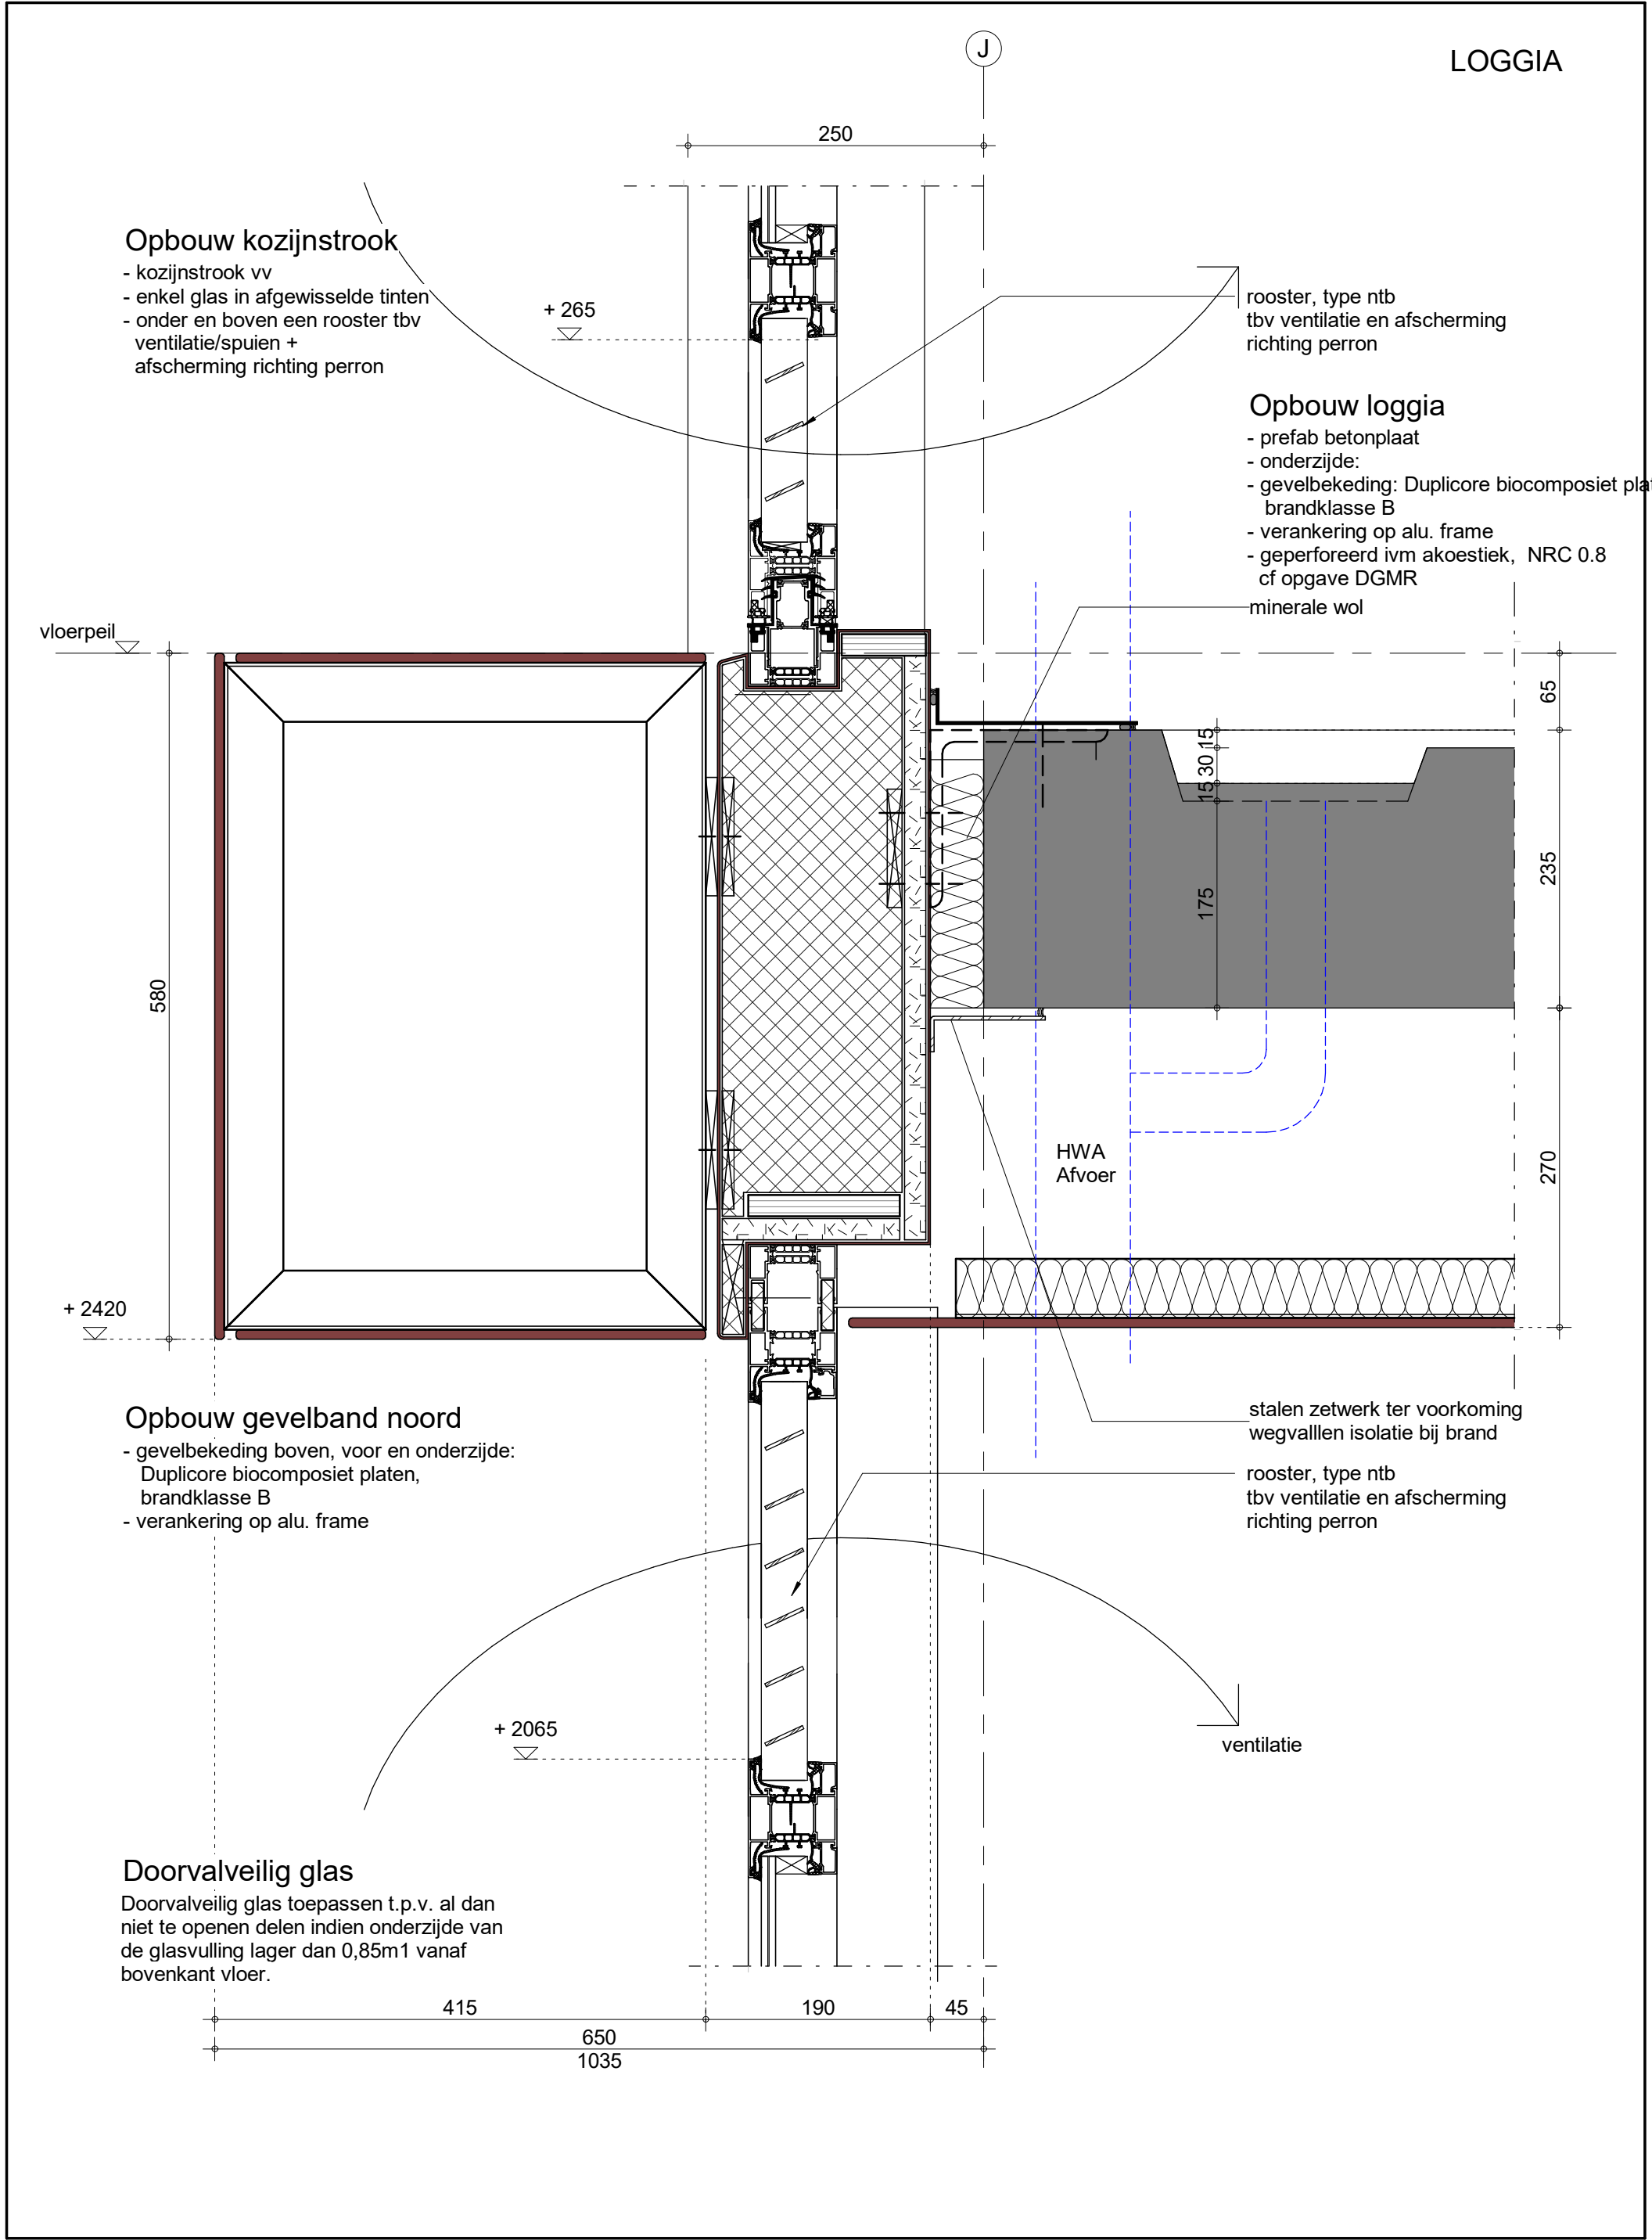 J
LOGGIA
250
Opbouw kozijnstrook
- kozijnstrook vv
- enkel glas in afgewisselde tinten
- onder en boven een rooster tbv
ventilatie/spuien +
afscherming richting perron
+ 265
rooster, type ntb
tbv ventilatie en afscherming
richting perron
Opbouw loggia
- prefab betonplaat
- onderzijde:
- gevelbekeding: Duplicore biocomposiet
brandklasse B
- verankering op alu. frame
- geperforeerd ivm akoestiek, NRC 0.8
cf opgave DGMR
minerale wol
vloerpeil
65
15
30
15
235
175
580
HWA
Afvoer
270
+ 2420
Opbouw gevelband noord
- gevelbekeding boven, voor en onderzijde:
Duplicore biocomposiet platen,
brandklasse B
- verankering op alu. frame
stalen zetwerk ter voorkoming
wegvalllen isolatie bij brand
rooster, type ntb
tbv ventilatie en afscherming
richting perron
+ 2065
ventilatie
Doorvalveilig glas
Doorvalveilig glas toepassen t.p.v. al dan
niet te openen delen indien onderzijde van
de glasvulling lager dan 0,85m1 vanaf
bovenkant vloer.
415
190
45
650
1035